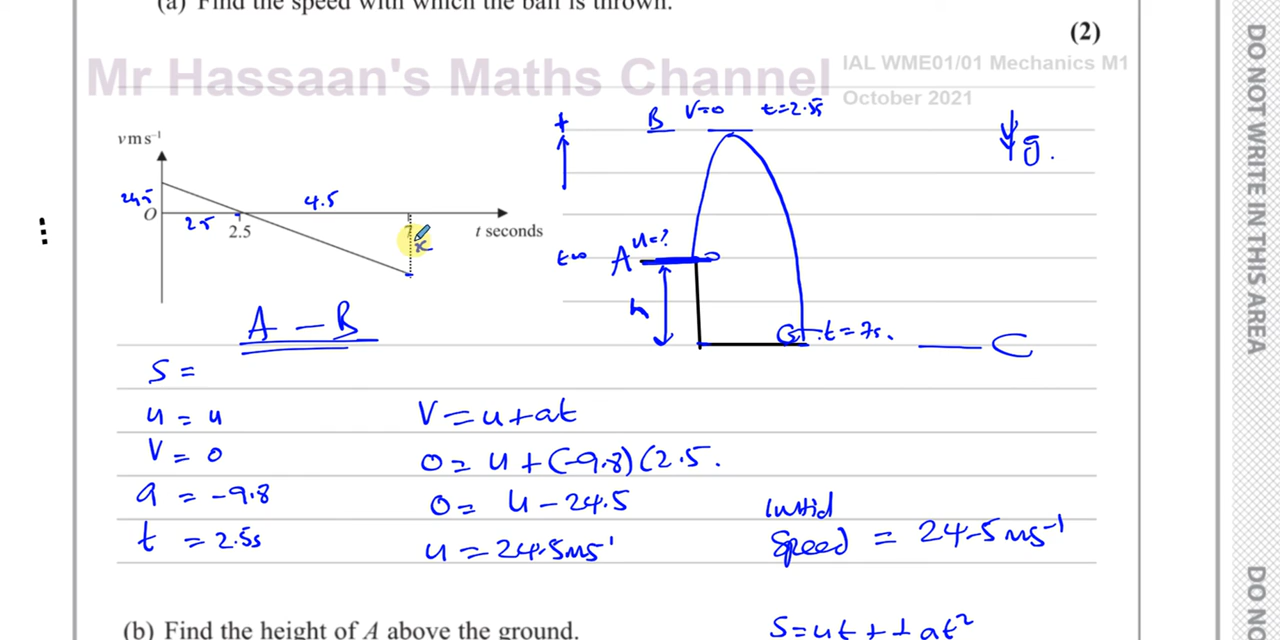 (a) Find the speed with which the ball is thrown.
(2)
Mr Hassaan's Maths Channel
IAL WME01/01 Mechanics M1
October 2021
DO NOT WRITE IN THIS AREA
v m s⁻¹
24.5
O
2.5
2.5
4.5
x
t seconds
+
B v=0 t=2.5s
↓g.
A u=?
t=0
h
t=7s.
C
A – B
S =
u = u
V = 0
a = -9.8
t = 2.5s
V = u + at
0 = u + (-9.8)(2.5.
0 = u - 24.5
u = 24.5ms⁻¹
Initial
Speed = 24.5 ms⁻¹
DO NO
(b) Find the height of A above the ground.
S = ut + ½ at²